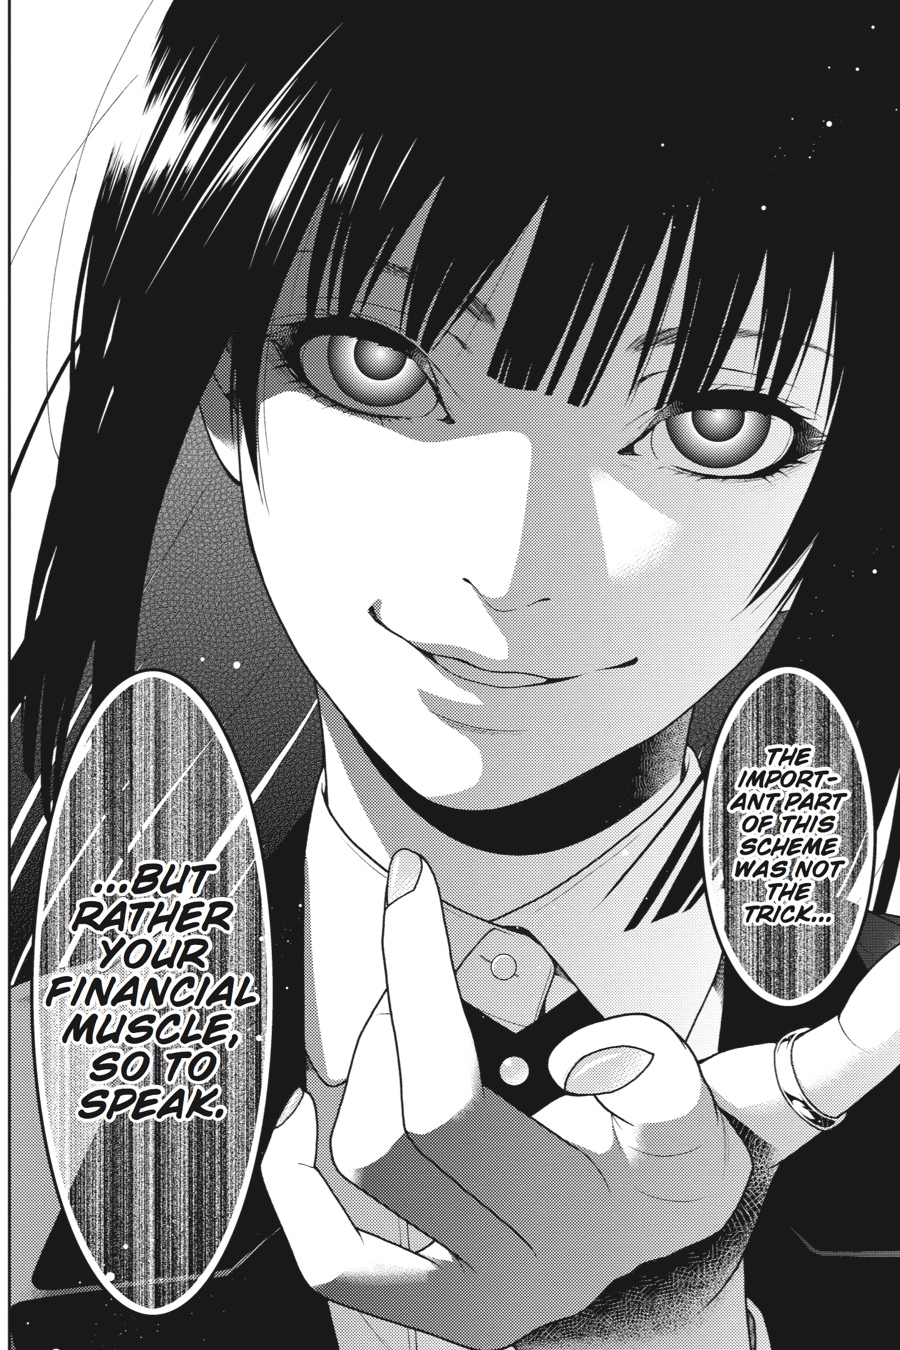 THE
IMPORT-
ANT PART
OF THIS
SCHEME
WAS NOT
THE
TRICK...
...BUT
RATHER
YOUR
FINANCIAL
MUSCLE,
SO TO
SPEAK.